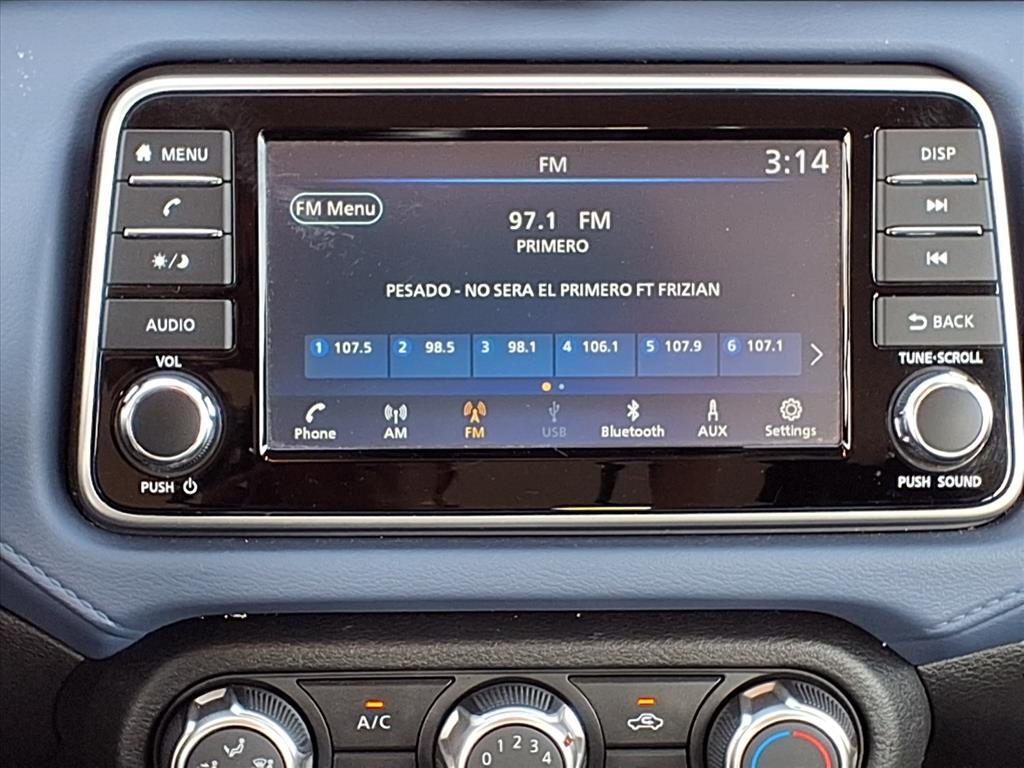 FM 3:14
MENU
DISP
FM Menu
97.1 FM
PRIMERO
PESADO - NO SERA EL PRIMERO FT FRIZIAN
AUDIO
BACK
1 107.5 2 98.5 3 98.1 4 106.1 5 107.9 6 107.1
VOL
TUNE·SCROLL
Phone AM FM USB Bluetooth AUX Settings
PUSH
PUSH SOUND
A/C
0 1 2 3 4